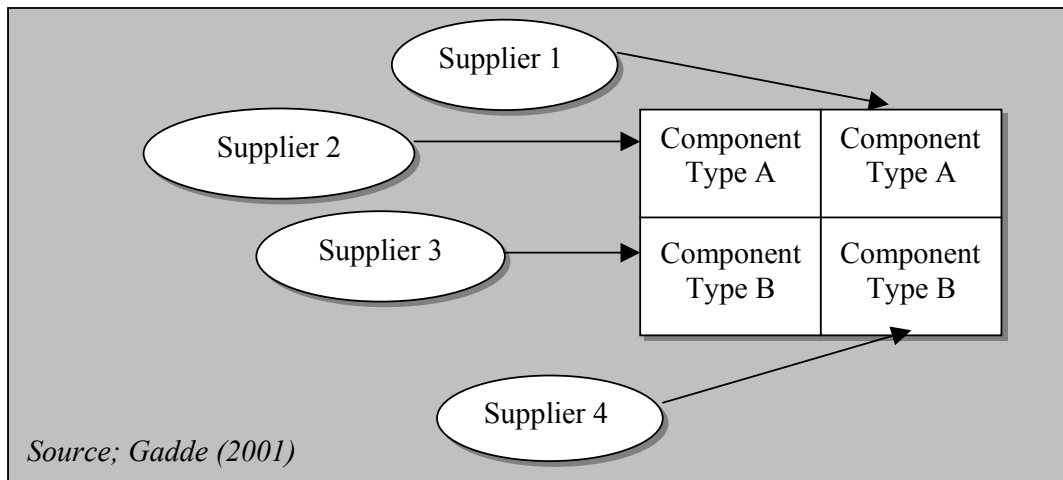 Supplier 1
Supplier 2
Component
Type A
Component
Type A
Supplier 3
Component
Type B
Component
Type B
Supplier 4
Source; Gadde (2001)